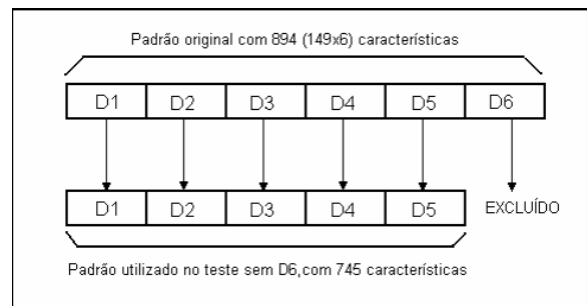 Padrão original com 894 (149x6) características
D1 D2 D3 D4 D5 D6
D1 D2 D3 D4 D5 EXCLUÍDO
Padrão utilizado no teste sem D6,com 745 características